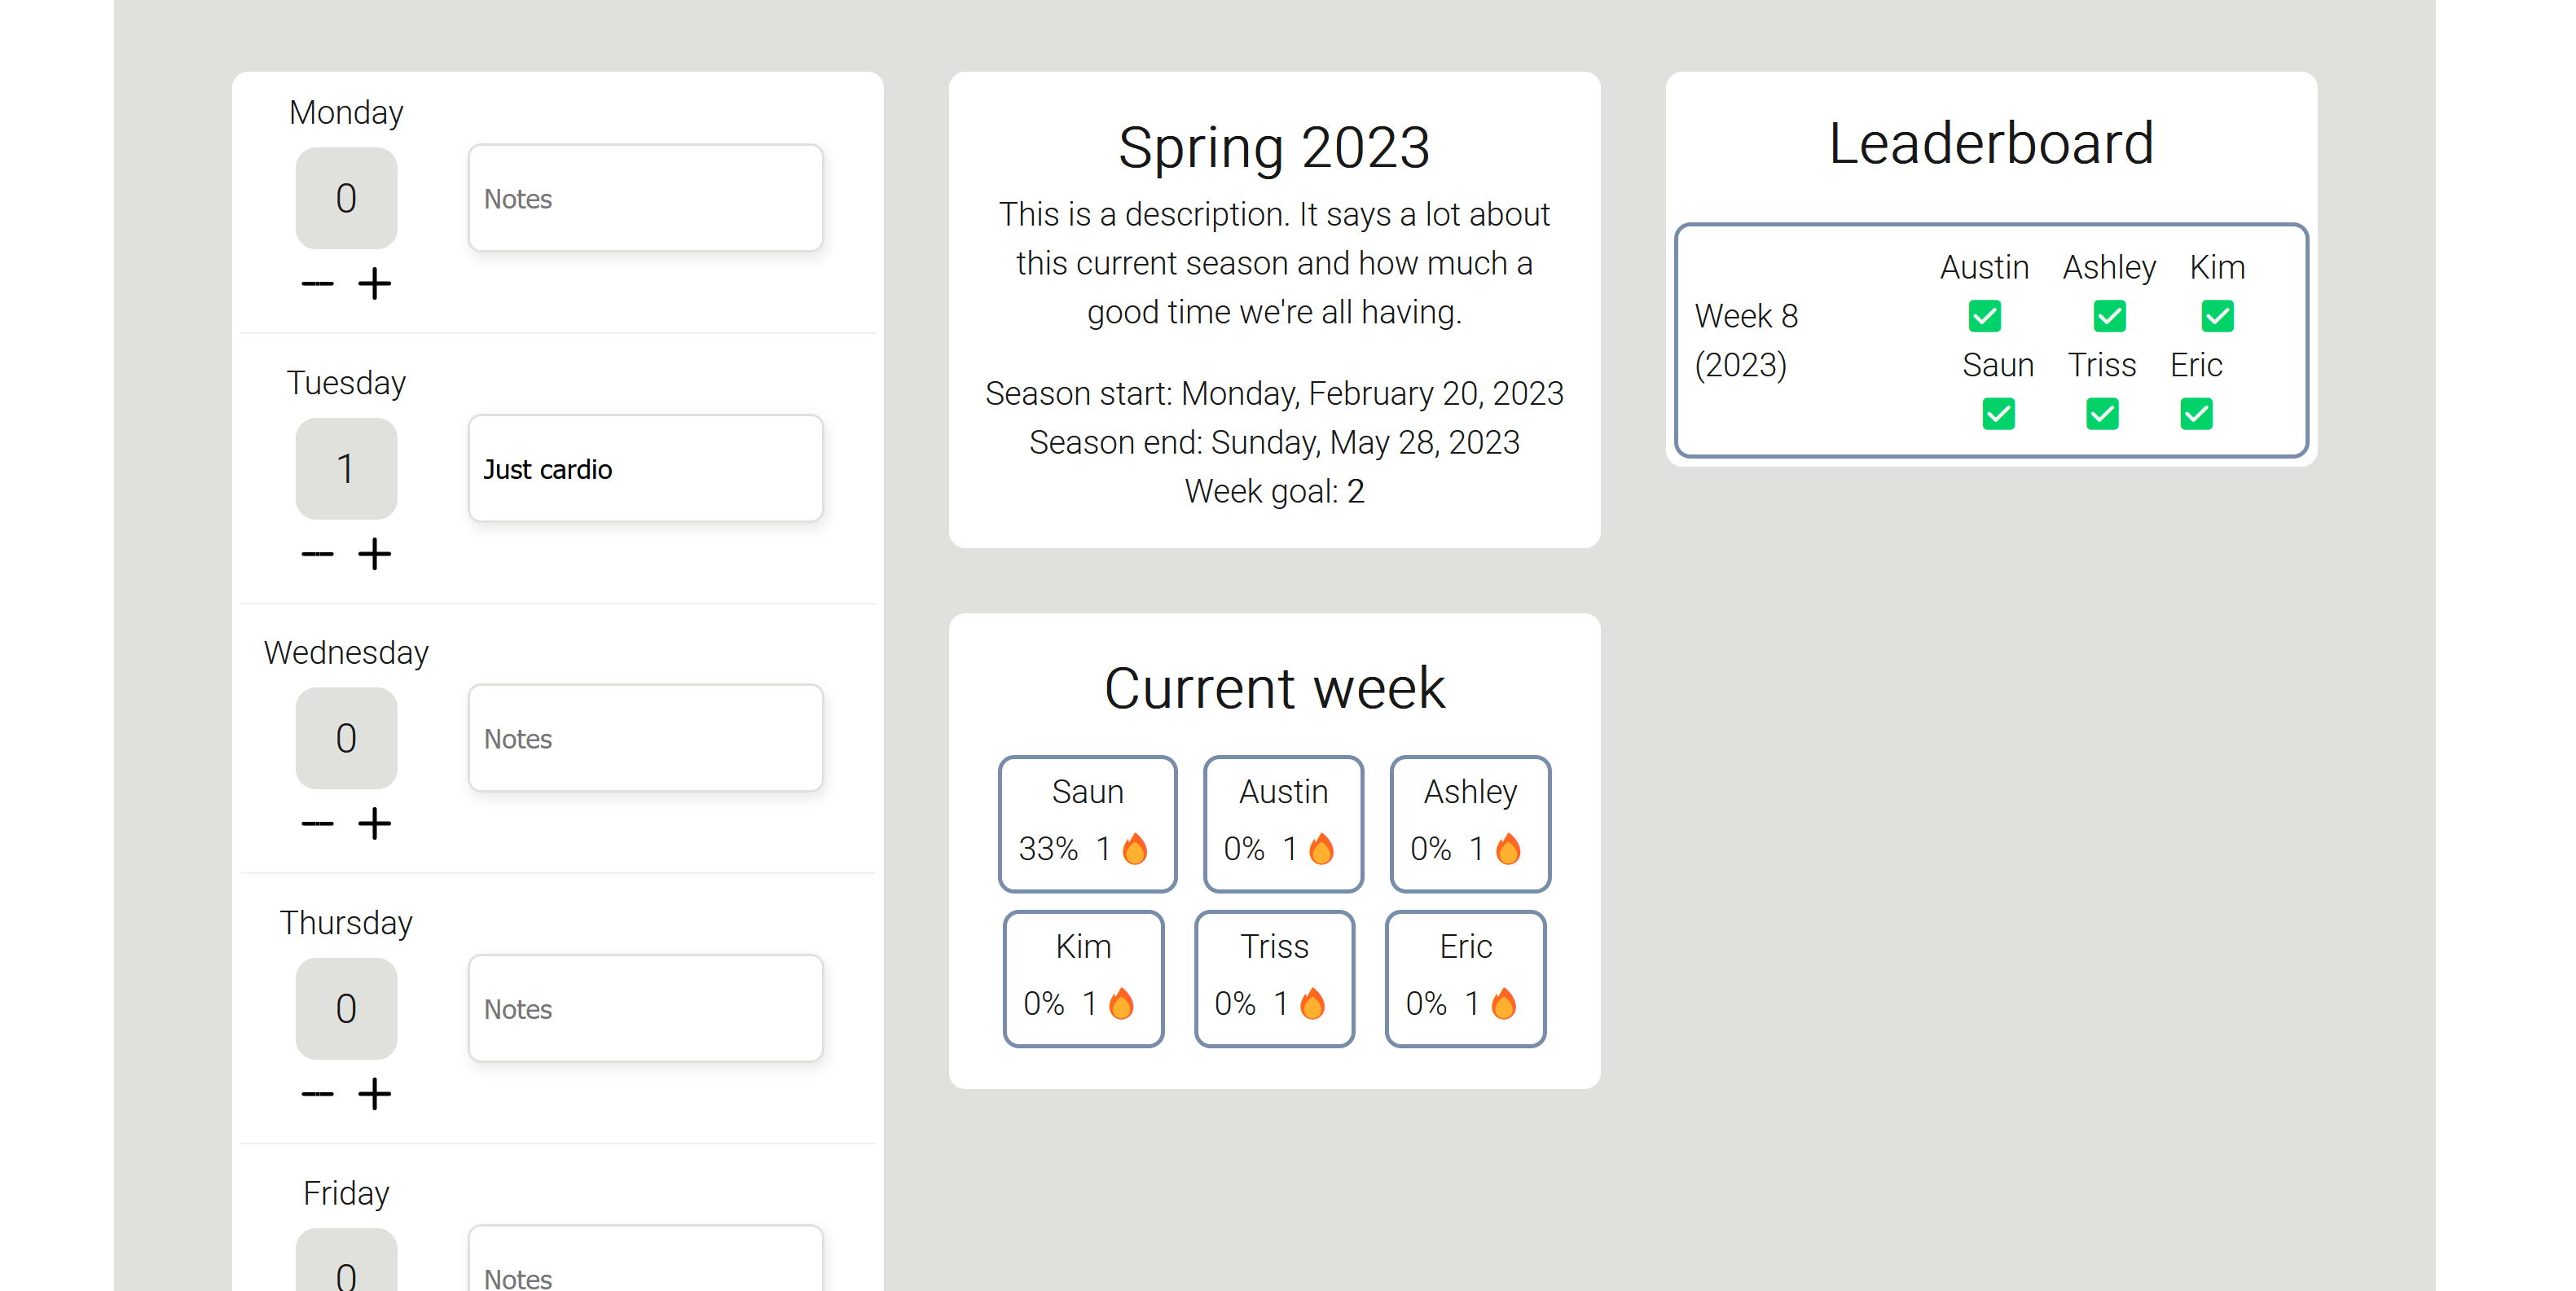 Monday
0
Notes
Tuesday
1
Just cardio
Wednesday
0
Notes
Thursday
0
Notes
Friday
0
Notes
Spring 2023
This is a description. It says a lot about
this current season and how much a
good time we're all having.
Season start: Monday, February 20, 2023
Season end: Sunday, May 28, 2023
Week goal: 2
Current week
Saun Austin Ashley
33% 1 0% 1 0% 1
Kim Triss Eric
0% 1 0% 1 0% 1
Leaderboard
Week 8
(2023)
Austin Ashley Kim
Saun Triss Eric